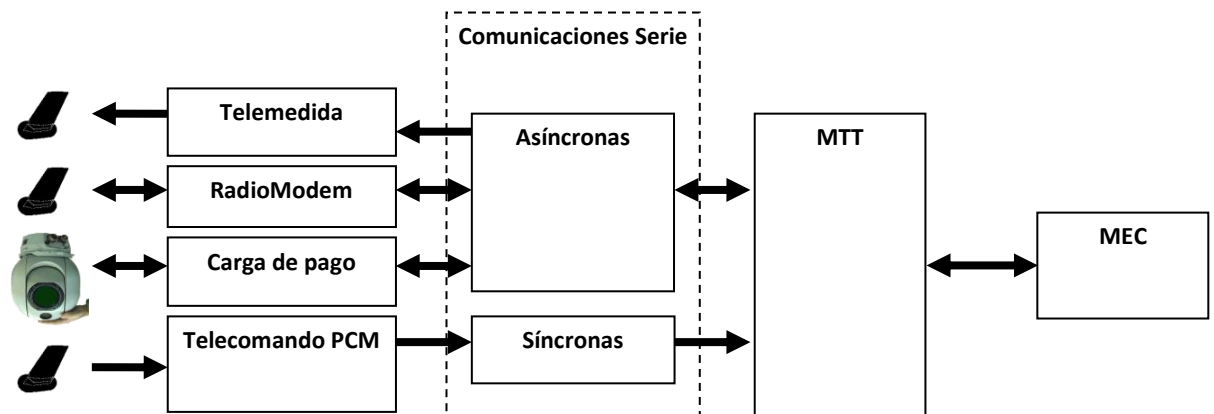 Comunicaciones Serie
Telemedida
Asíncronas
MTT
RadioModem
MEC
Carga de pago
Telecomando PCM
Síncronas